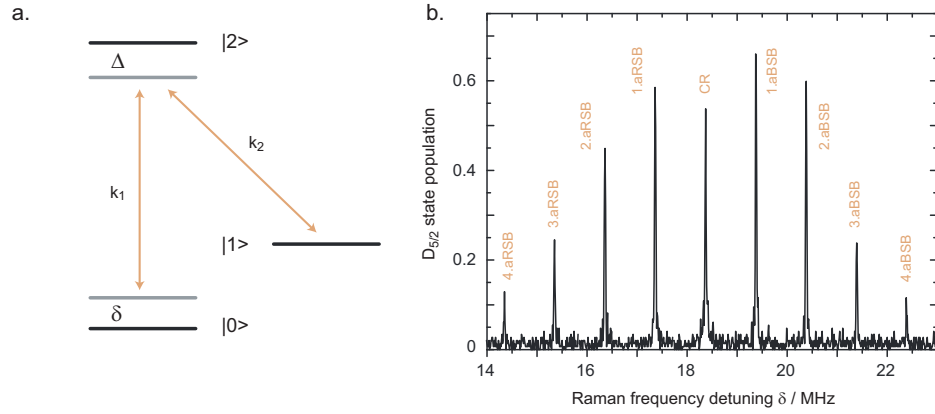 a.
|2>
Δ
k₁
k₂
|1>
δ
|0>
b.
D₅/₂ state population
0.6
0.4
0.2
0
4.aRSB
3.aRSB
2.aRSB
1.aRSB
CR
1.aBSB
2.aBSB
3.aBSB
4.aBSB
14
16
18
20
22
Raman frequency detuning δ / MHz